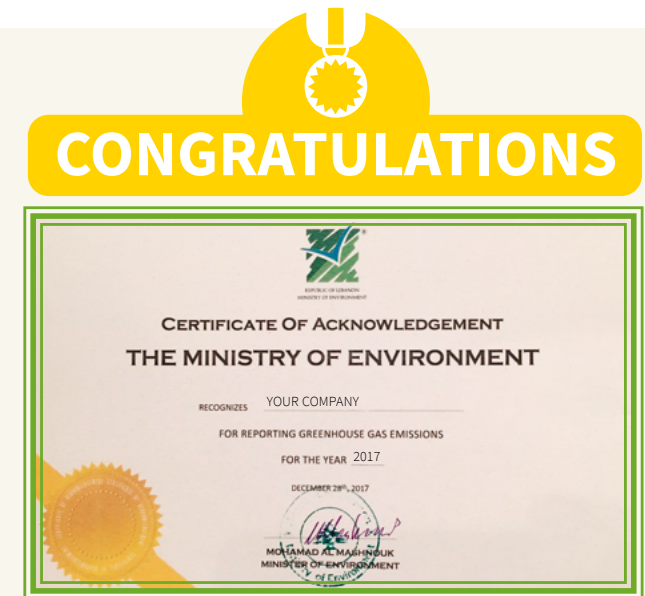 CONGRATULATIONS
REPUBLIC OF LEBANON
MINISTRY OF ENVIRONMENT
CERTIFICATE OF ACKNOWLEDGEMENT
THE MINISTRY OF ENVIRONMENT
RECOGNIZES YOUR COMPANY
FOR REPORTING GREENHOUSE GAS EMISSIONS
FOR THE YEAR 2017
DECEMBER 28th, 2017
MOHAMAD AL MASHNOUK
MINISTER OF ENVIRONMENT